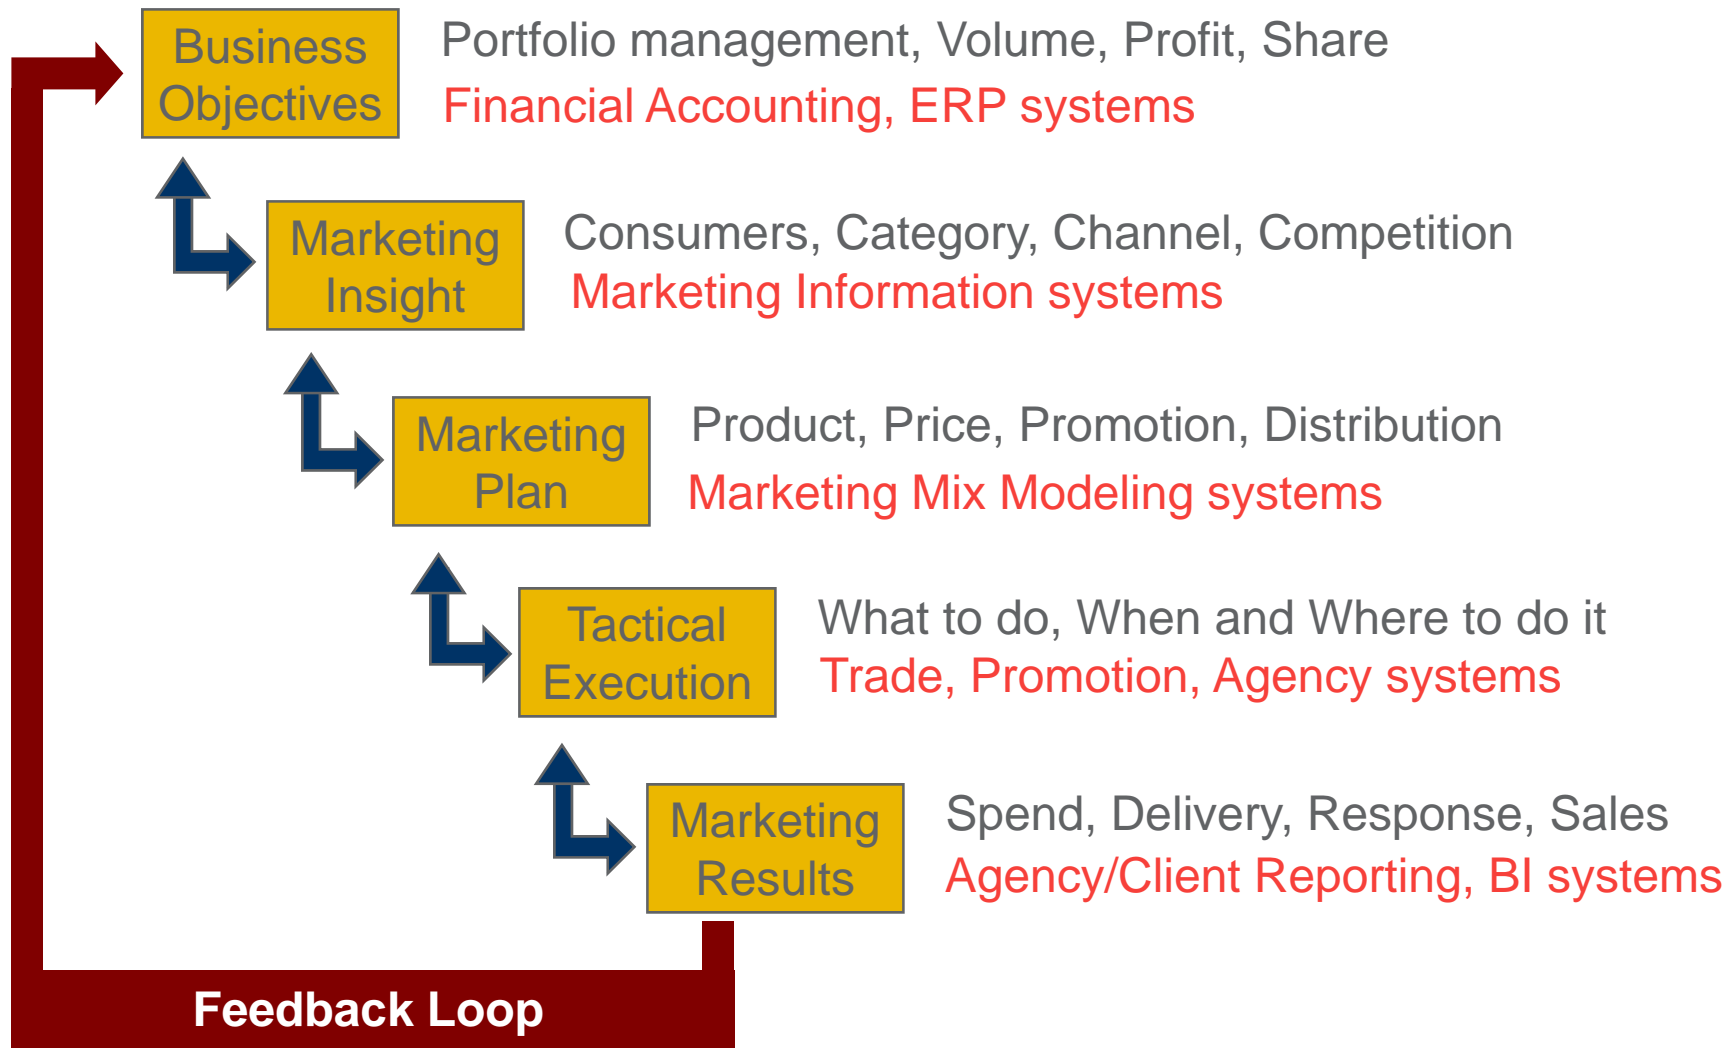 Business
Objectives
Portfolio management, Volume, Profit, Share
Financial Accounting, ERP systems
Marketing
Insight
Consumers, Category, Channel, Competition
Marketing Information systems
Marketing
Plan
Product, Price, Promotion, Distribution
Marketing Mix Modeling systems
Tactical
Execution
What to do, When and Where to do it
Trade, Promotion, Agency systems
Marketing
Results
Spend, Delivery, Response, Sales
Agency/Client Reporting, BI systems
Feedback Loop